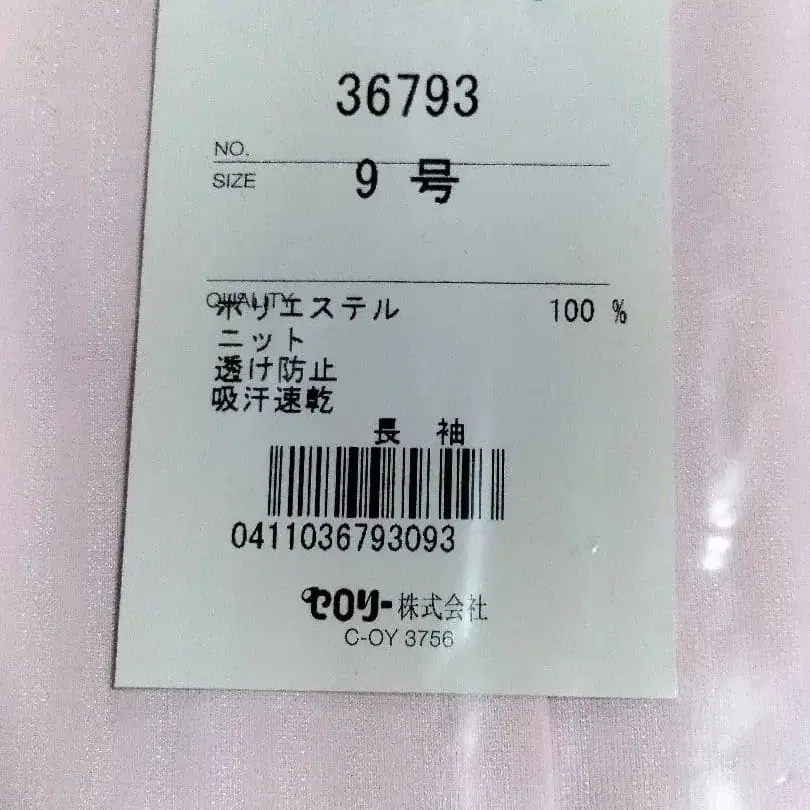 36793
NO.
SIZE 9 号
QUALITY
ポリエステル 100 %
ニット
透け防止
吸汗速乾
長 袖
0411036793093
セロリー株式会社
C-OY 3756